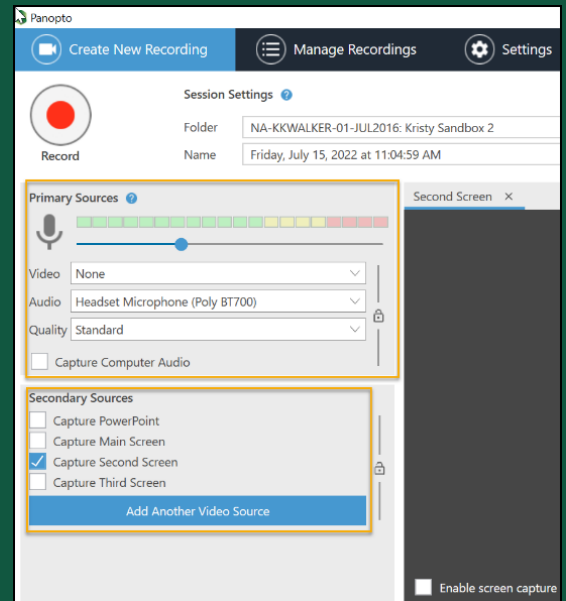 Panopto
Create New Recording Manage Recordings Settings
Session Settings ?
Folder NA-KKWALKER-01-JUL2016: Kristy Sandbox 2
Record Name Friday, July 15, 2022 at 11:04:59 AM
Primary Sources ?
Second Screen ×
Video None
Audio Headset Microphone (Poly BT700)
Quality Standard
Capture Computer Audio
Secondary Sources
Capture PowerPoint
Capture Main Screen
Capture Second Screen
Capture Third Screen
Add Another Video Source
Enable screen capture